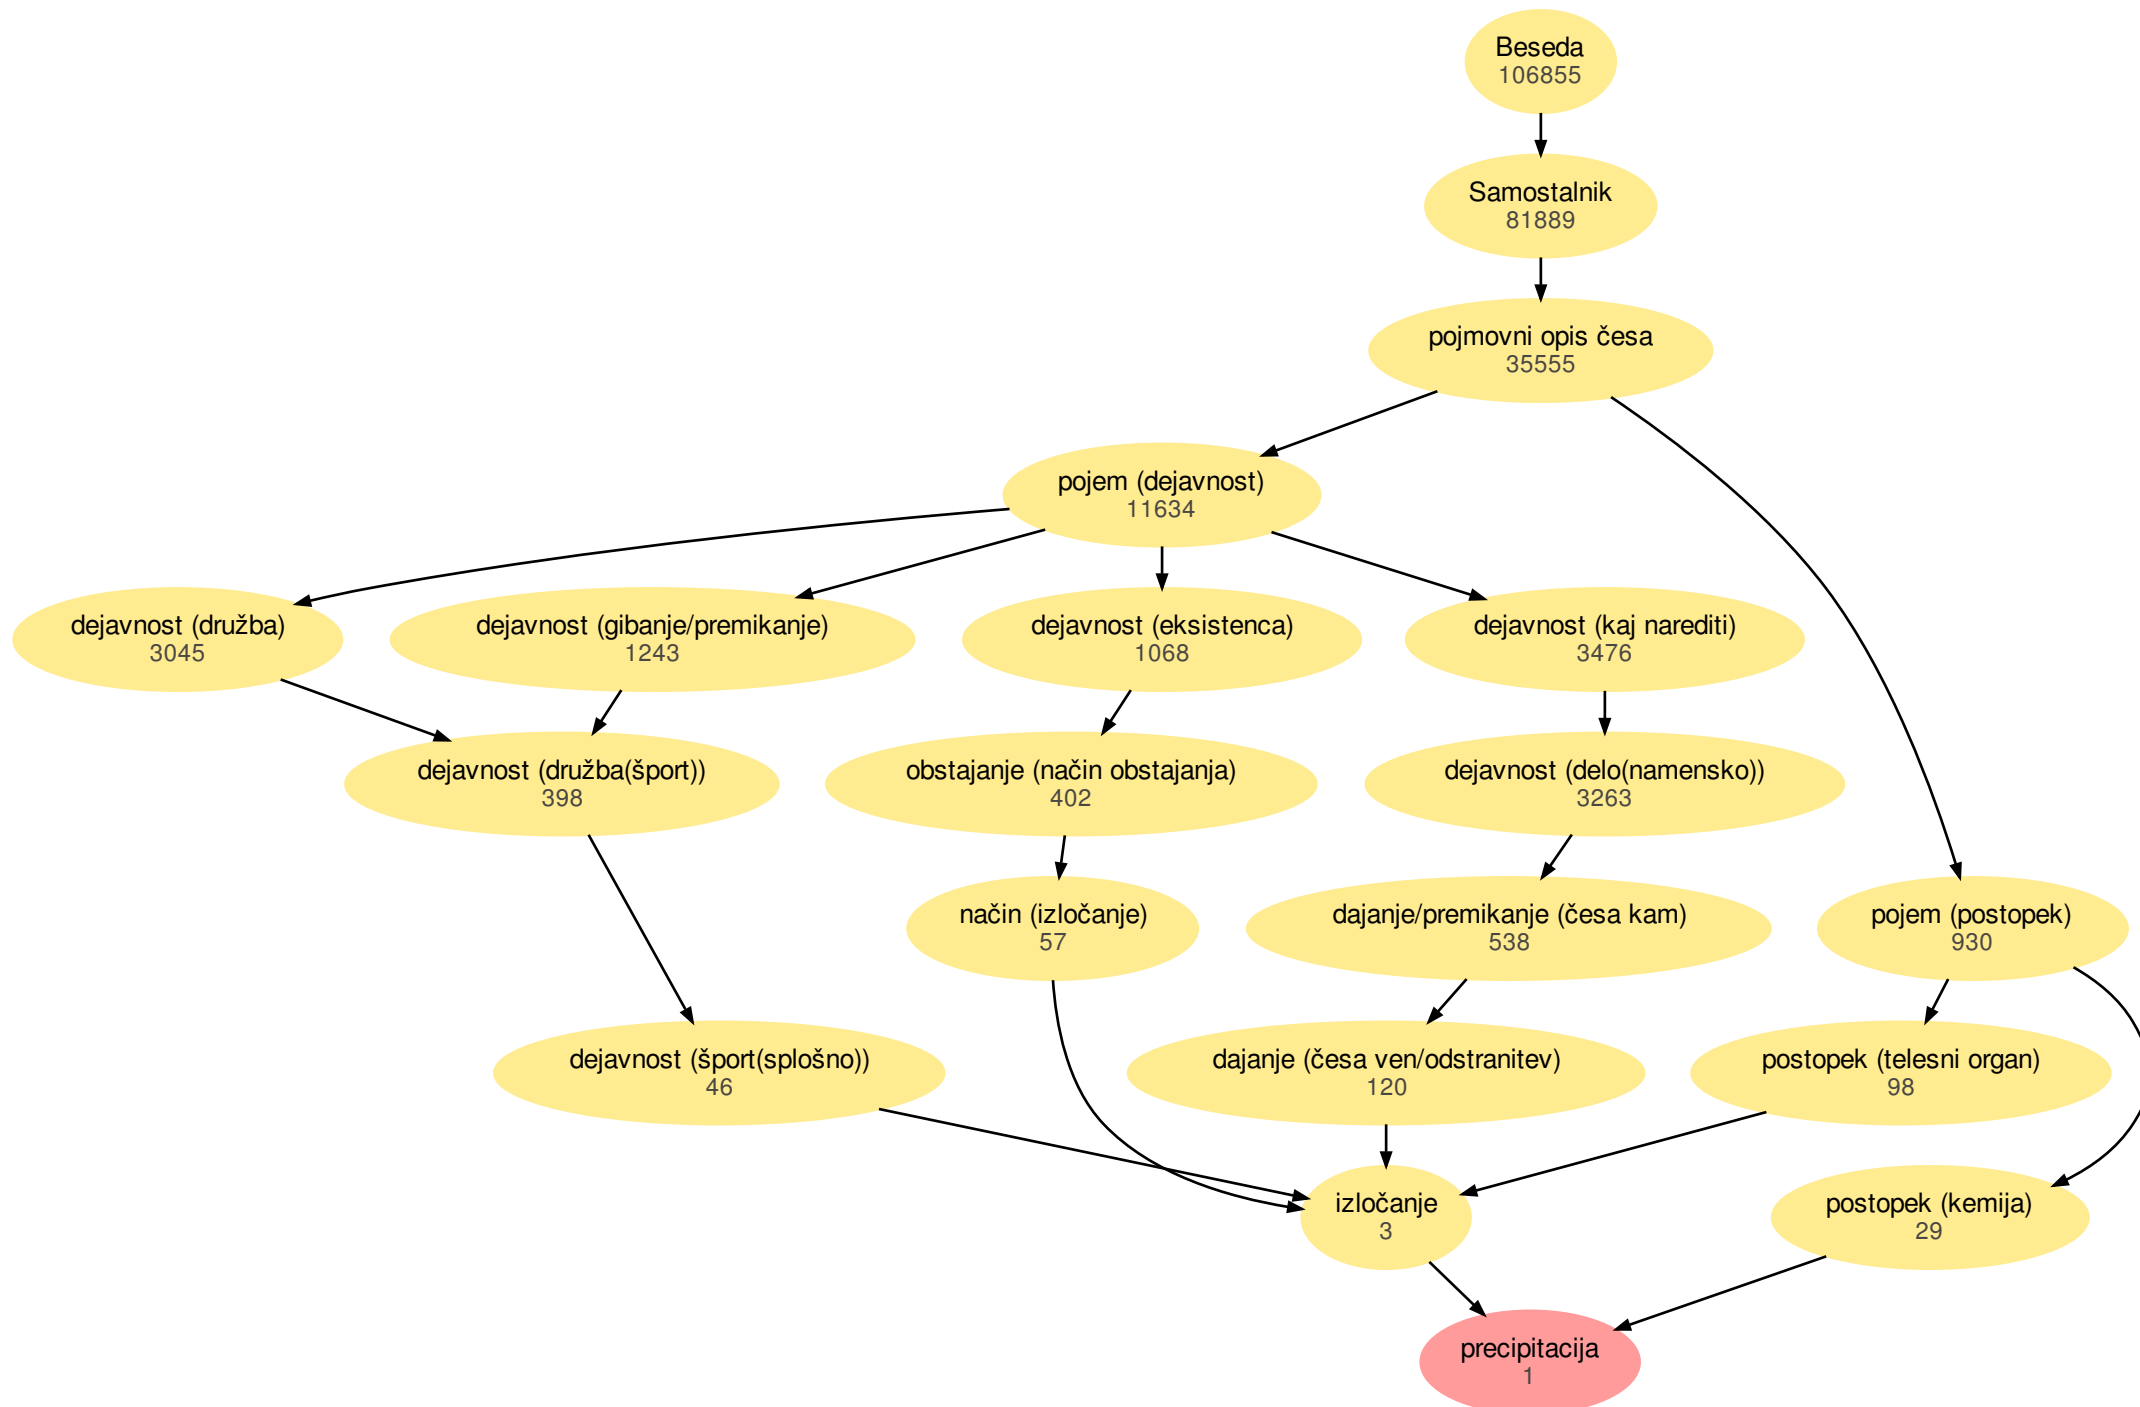 Beseda
106855
Samostalnik
81889
pojmovni opis česa
35555
pojem (dejavnost)
11634
dejavnost (družba)
3045
dejavnost (gibanje/premikanje)
1243
dejavnost (eksistenca)
1068
dejavnost (kaj narediti)
3476
dejavnost (družba(šport))
398
obstajanje (način obstajanja)
402
dejavnost (delo(namensko))
3263
način (izločanje)
57
dajanje/premikanje (česa kam)
538
pojem (postopek)
930
dejavnost (šport(splošno))
46
dajanje (česa ven/odstranitev)
120
postopek (telesni organ)
98
izločanje
3
postopek (kemija)
29
precipitacija
1